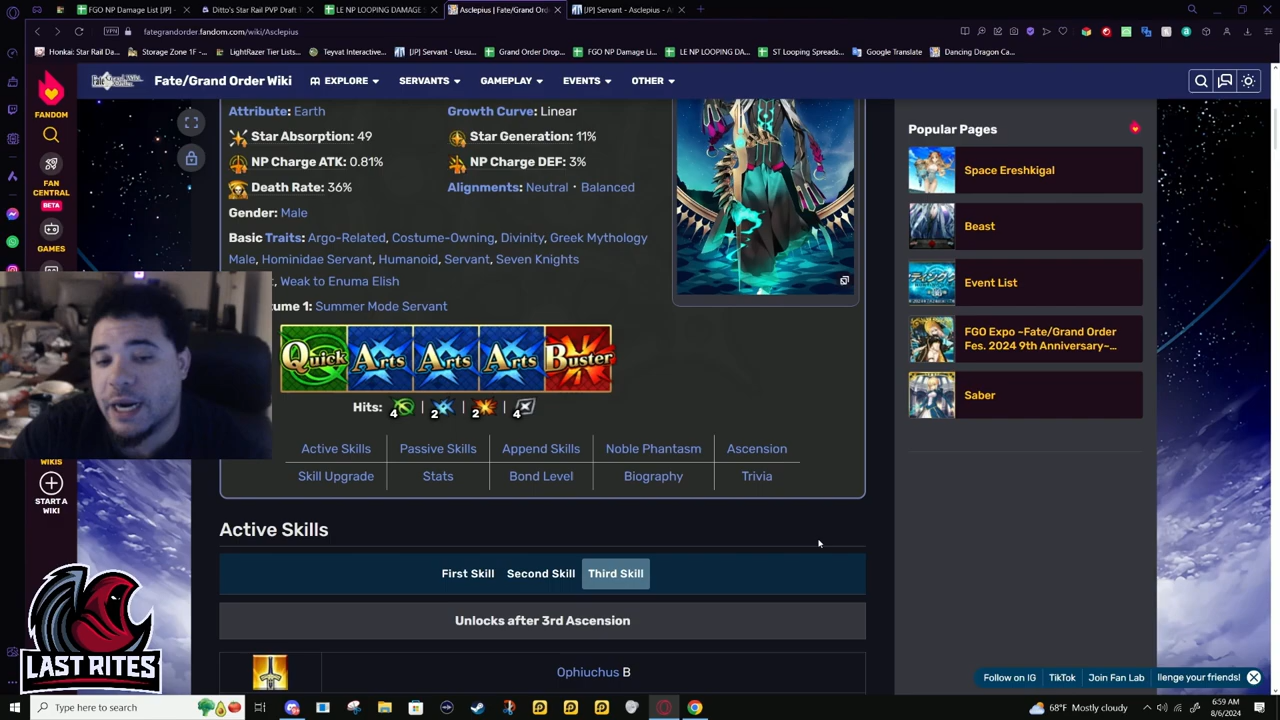 FGO NP Damage List [JP] -
Ditto's Star Rail PVP Draft T
LE NP LOOPING DAMAGE
Asclepius | Fate/Grand Order
[JP] Servant - Asclepius - A
VPN
fategrandorder.fandom.com/wiki/Asclepius
Honkai: Star Rail Da...
Storage Zone 1F -...
LightRazer Tier Lists...
Teyvat Interactive...
[JP] Servant - Uesu...
Grand Order Drop...
FGO NP Damage Li...
LE NP LOOPING DA...
ST Looping Spreads...
Google Translate
Dancing Dragon Ca...
FANDOM
FAN CENTRAL
BETA
GAMES
WIKIS
START A WIKI
Fate/Grand Order Wiki
EXPLORE
SERVANTS
GAMEPLAY
EVENTS
OTHER
Attribute: Earth
Growth Curve: Linear
Star Absorption: 49
Star Generation: 11%
NP Charge ATK: 0.81%
NP Charge DEF: 3%
Death Rate: 36%
Alignments: Neutral・Balanced
Gender: Male
Basic Traits: Argo-Related, Costume-Owning, Divinity, Greek Mythology
Male, Hominidae Servant, Humanoid, Servant, Seven Knights
, Weak to Enuma Elish
ume 1: Summer Mode Servant
Quick Arts Arts Arts Buster
Hits: 4 | 2 | 2 | 4
Active Skills
Passive Skills
Append Skills
Noble Phantasm
Ascension
Skill Upgrade
Stats
Bond Level
Biography
Trivia
Active Skills
First Skill
Second Skill
Third Skill
Unlocks after 3rd Ascension
Ophiuchus B
Popular Pages
Space Ereshkigal
Beast
Event List
FGO Expo ~Fate/Grand Order
Fes. 2024 9th Anniversary~...
Saber
Follow on IG
TikTok
Join Fan Lab
llenge your friends!
LAST RITES
Type here to search
68°F Mostly cloudy
6:59 AM
8/6/2024